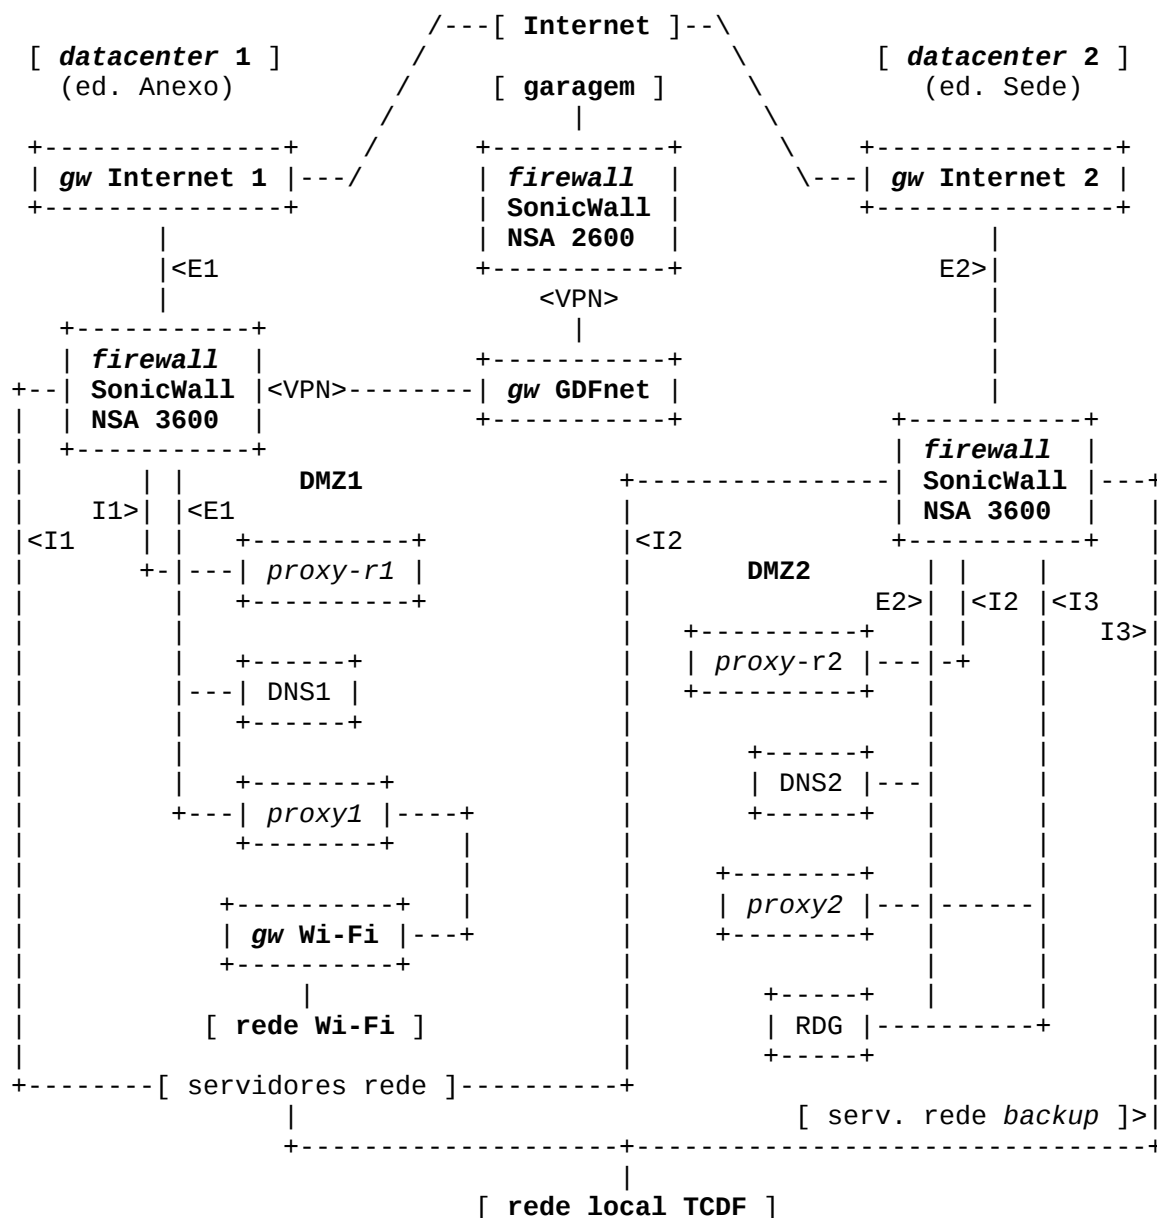 /---[ Internet ]--\
[ datacenter 1 ] / \ [ datacenter 2 ]
(ed. Anexo) / [ garagem ] \ (ed. Sede)
/ | \
+---------------+ / +-----------+ \ +---------------+
| gw Internet 1 |---/ | firewall | \---| gw Internet 2 |
+---------------+ | SonicWall | +---------------+
| | NSA 2600 | |
|<E1 +-----------+ E2>|
| <VPN> |
+-----------+ | |
| firewall | +-----------+ |
+--| SonicWall |<VPN>--------| gw GDFnet | |
| | NSA 3600 | +-----------+ +-----------+
| +-----------+ | firewall |
| | | DMZ1 +-----------------| SonicWall |---+
| I1>| |<E1 | | NSA 3600 | |
|<I1 | | +----------+ |<I2 +-----------+ |
| +-|---| proxy-r1 | | DMZ2 | | | |
| | +----------+ | E2>| |<I2 |<I3 |
| | | +----------+ | | | I3>|
| | +------+ | | proxy-r2 |---|-+ | |
| |---| DNS1 | | +----------+ | | |
| | +------+ | | | |
| | | +------+ | | |
| | +--------+ | | DNS2 |---| | |
| +---| proxy1 |----+ | +------+ | | |
| +--------+ | | | | |
| | | +--------+ | | |
| +----------+ | | | proxy2 |---|------| |
| | gw Wi-Fi |---+ | +--------+ | | |
| +----------+ | | | |
| | | +-----+ | | |
| [ rede Wi-Fi ] | | RDG |----------+ |
| | +-----+ |
+--------[ servidores rede ]----------+ |
| [ serv. rede backup ]>|
+---------------------+----------------------------------+
|
[ rede local TCDF ]